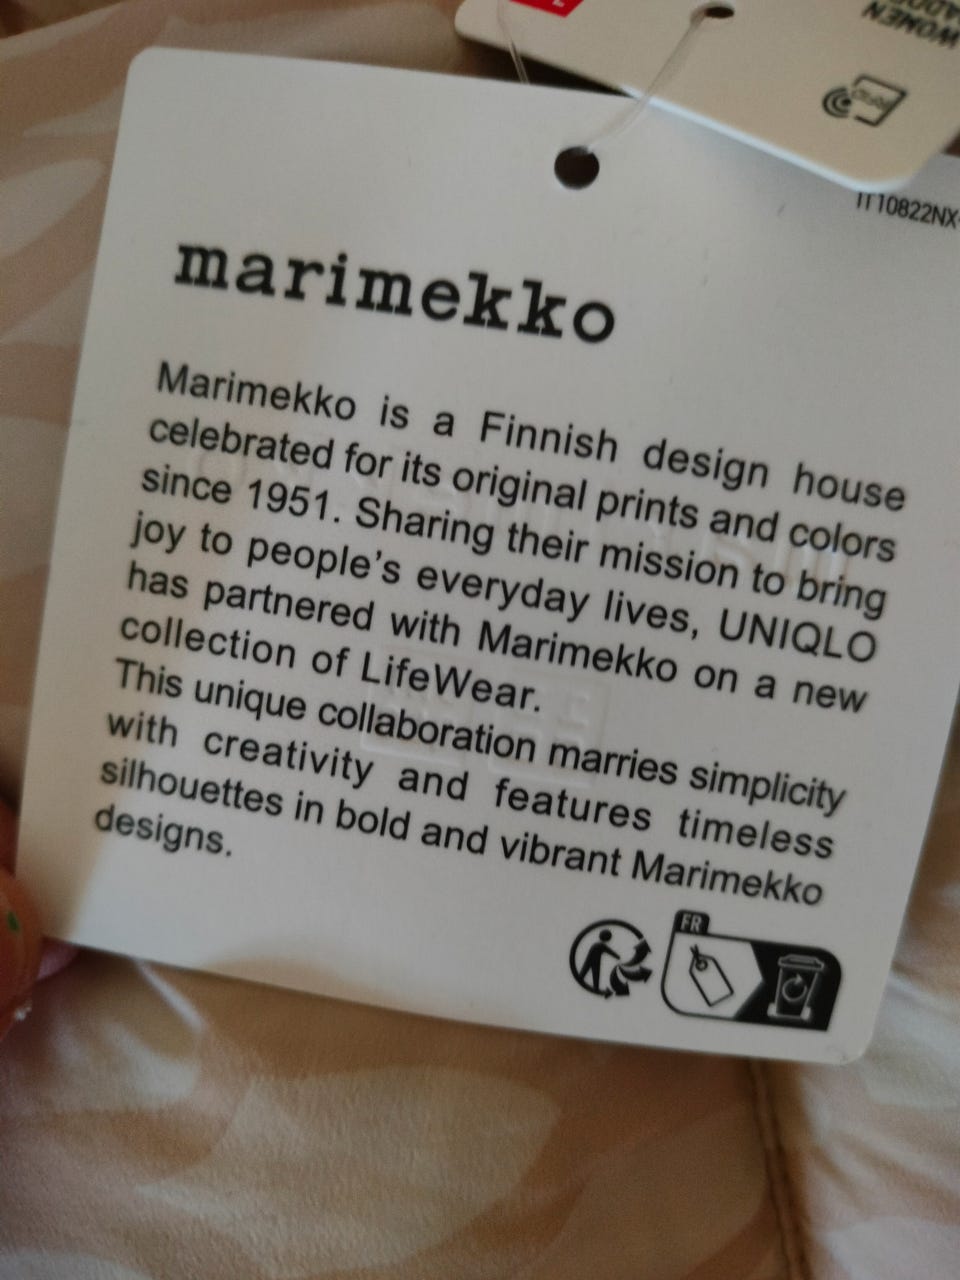 WOMEN
RFID
IT10822NX
marimekko
Marimekko is a Finnish design house
celebrated for its original prints and colors
since 1951. Sharing their mission to bring
joy to people's everyday lives, UNIQLO
has partnered with Marimekko on a new
collection of LifeWear.
This unique collaboration marries simplicity
with creativity and features timeless
silhouettes in bold and vibrant Marimekko
designs.
FR